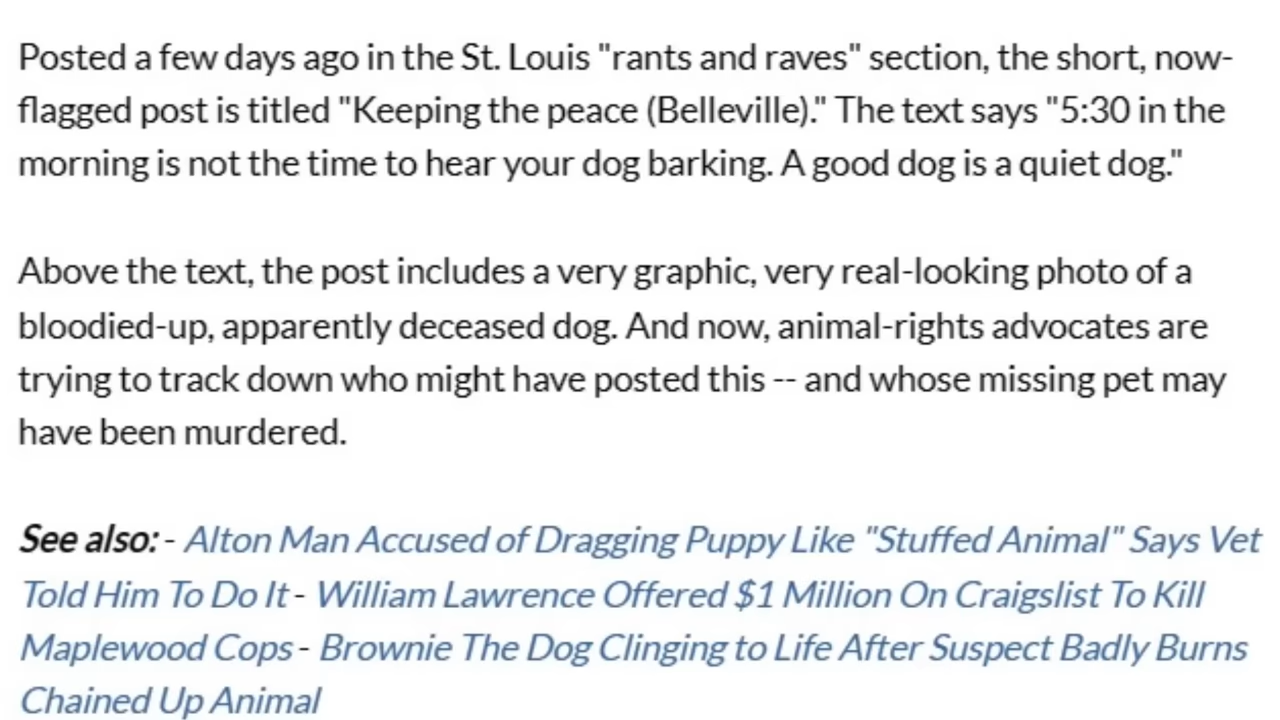 Posted a few days ago in the St. Louis "rants and raves" section, the short, now-
flagged post is titled "Keeping the peace (Belleville)." The text says "5:30 in the
morning is not the time to hear your dog barking. A good dog is a quiet dog."
Above the text, the post includes a very graphic, very real-looking photo of a
bloodied-up, apparently deceased dog. And now, animal-rights advocates are
trying to track down who might have posted this -- and whose missing pet may
have been murdered.
See also: - Alton Man Accused of Dragging Puppy Like "Stuffed Animal" Says Vet
Told Him To Do It - William Lawrence Offered $1 Million On Craigslist To Kill
Maplewood Cops - Brownie The Dog Clinging to Life After Suspect Badly Burns
Chained Up Animal